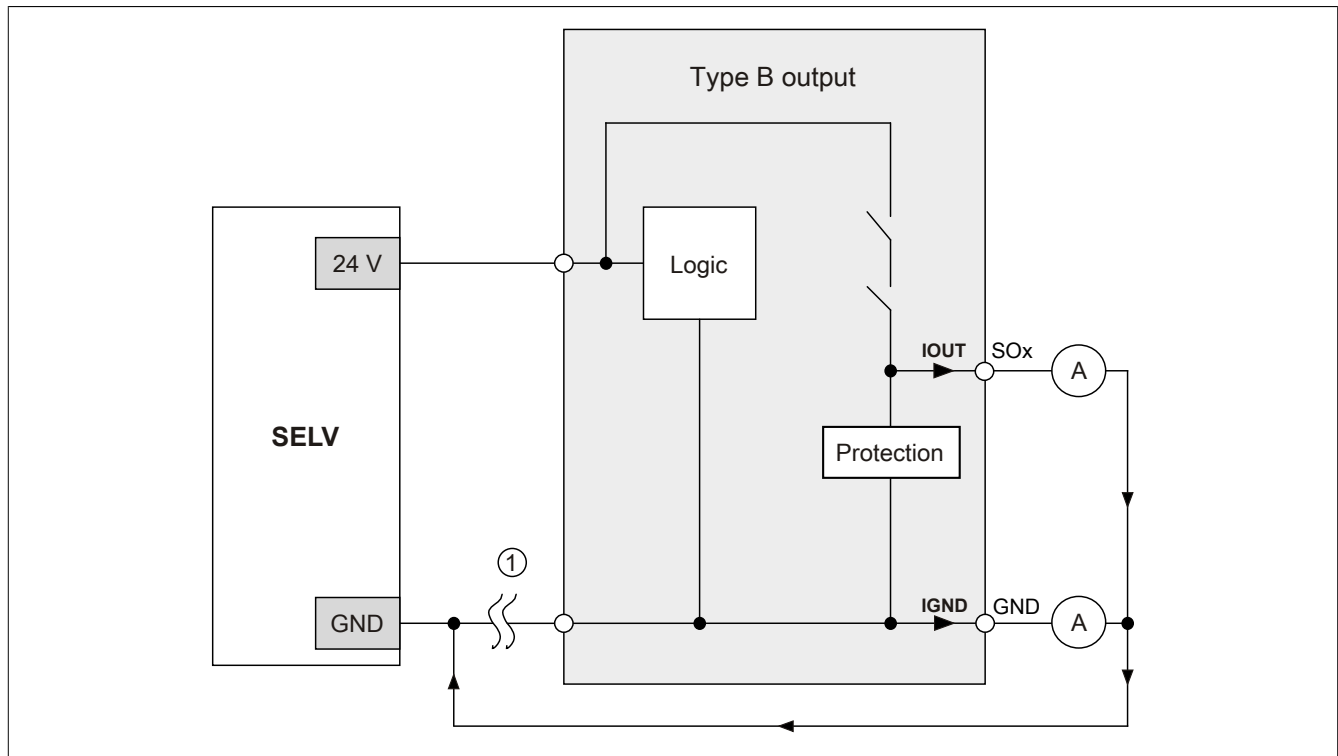 Type B output
24 V
Logic
IOUT
SOx
A
SELV
Protection
1
GND
IGND
GND
A